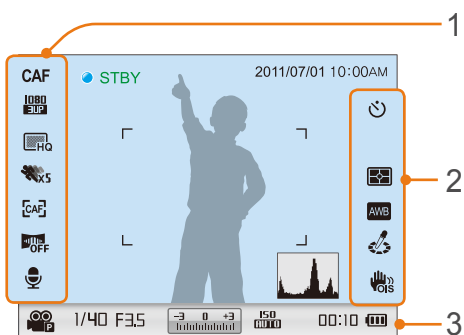 1
CAF
STBY
2011/07/01 10:00AM
1080
30P
HQ
X5
2
CAF
AWB
OFF
OIS
P
1/40 F3.5
-3 0 +3
ISO
AUTO
00:10
3